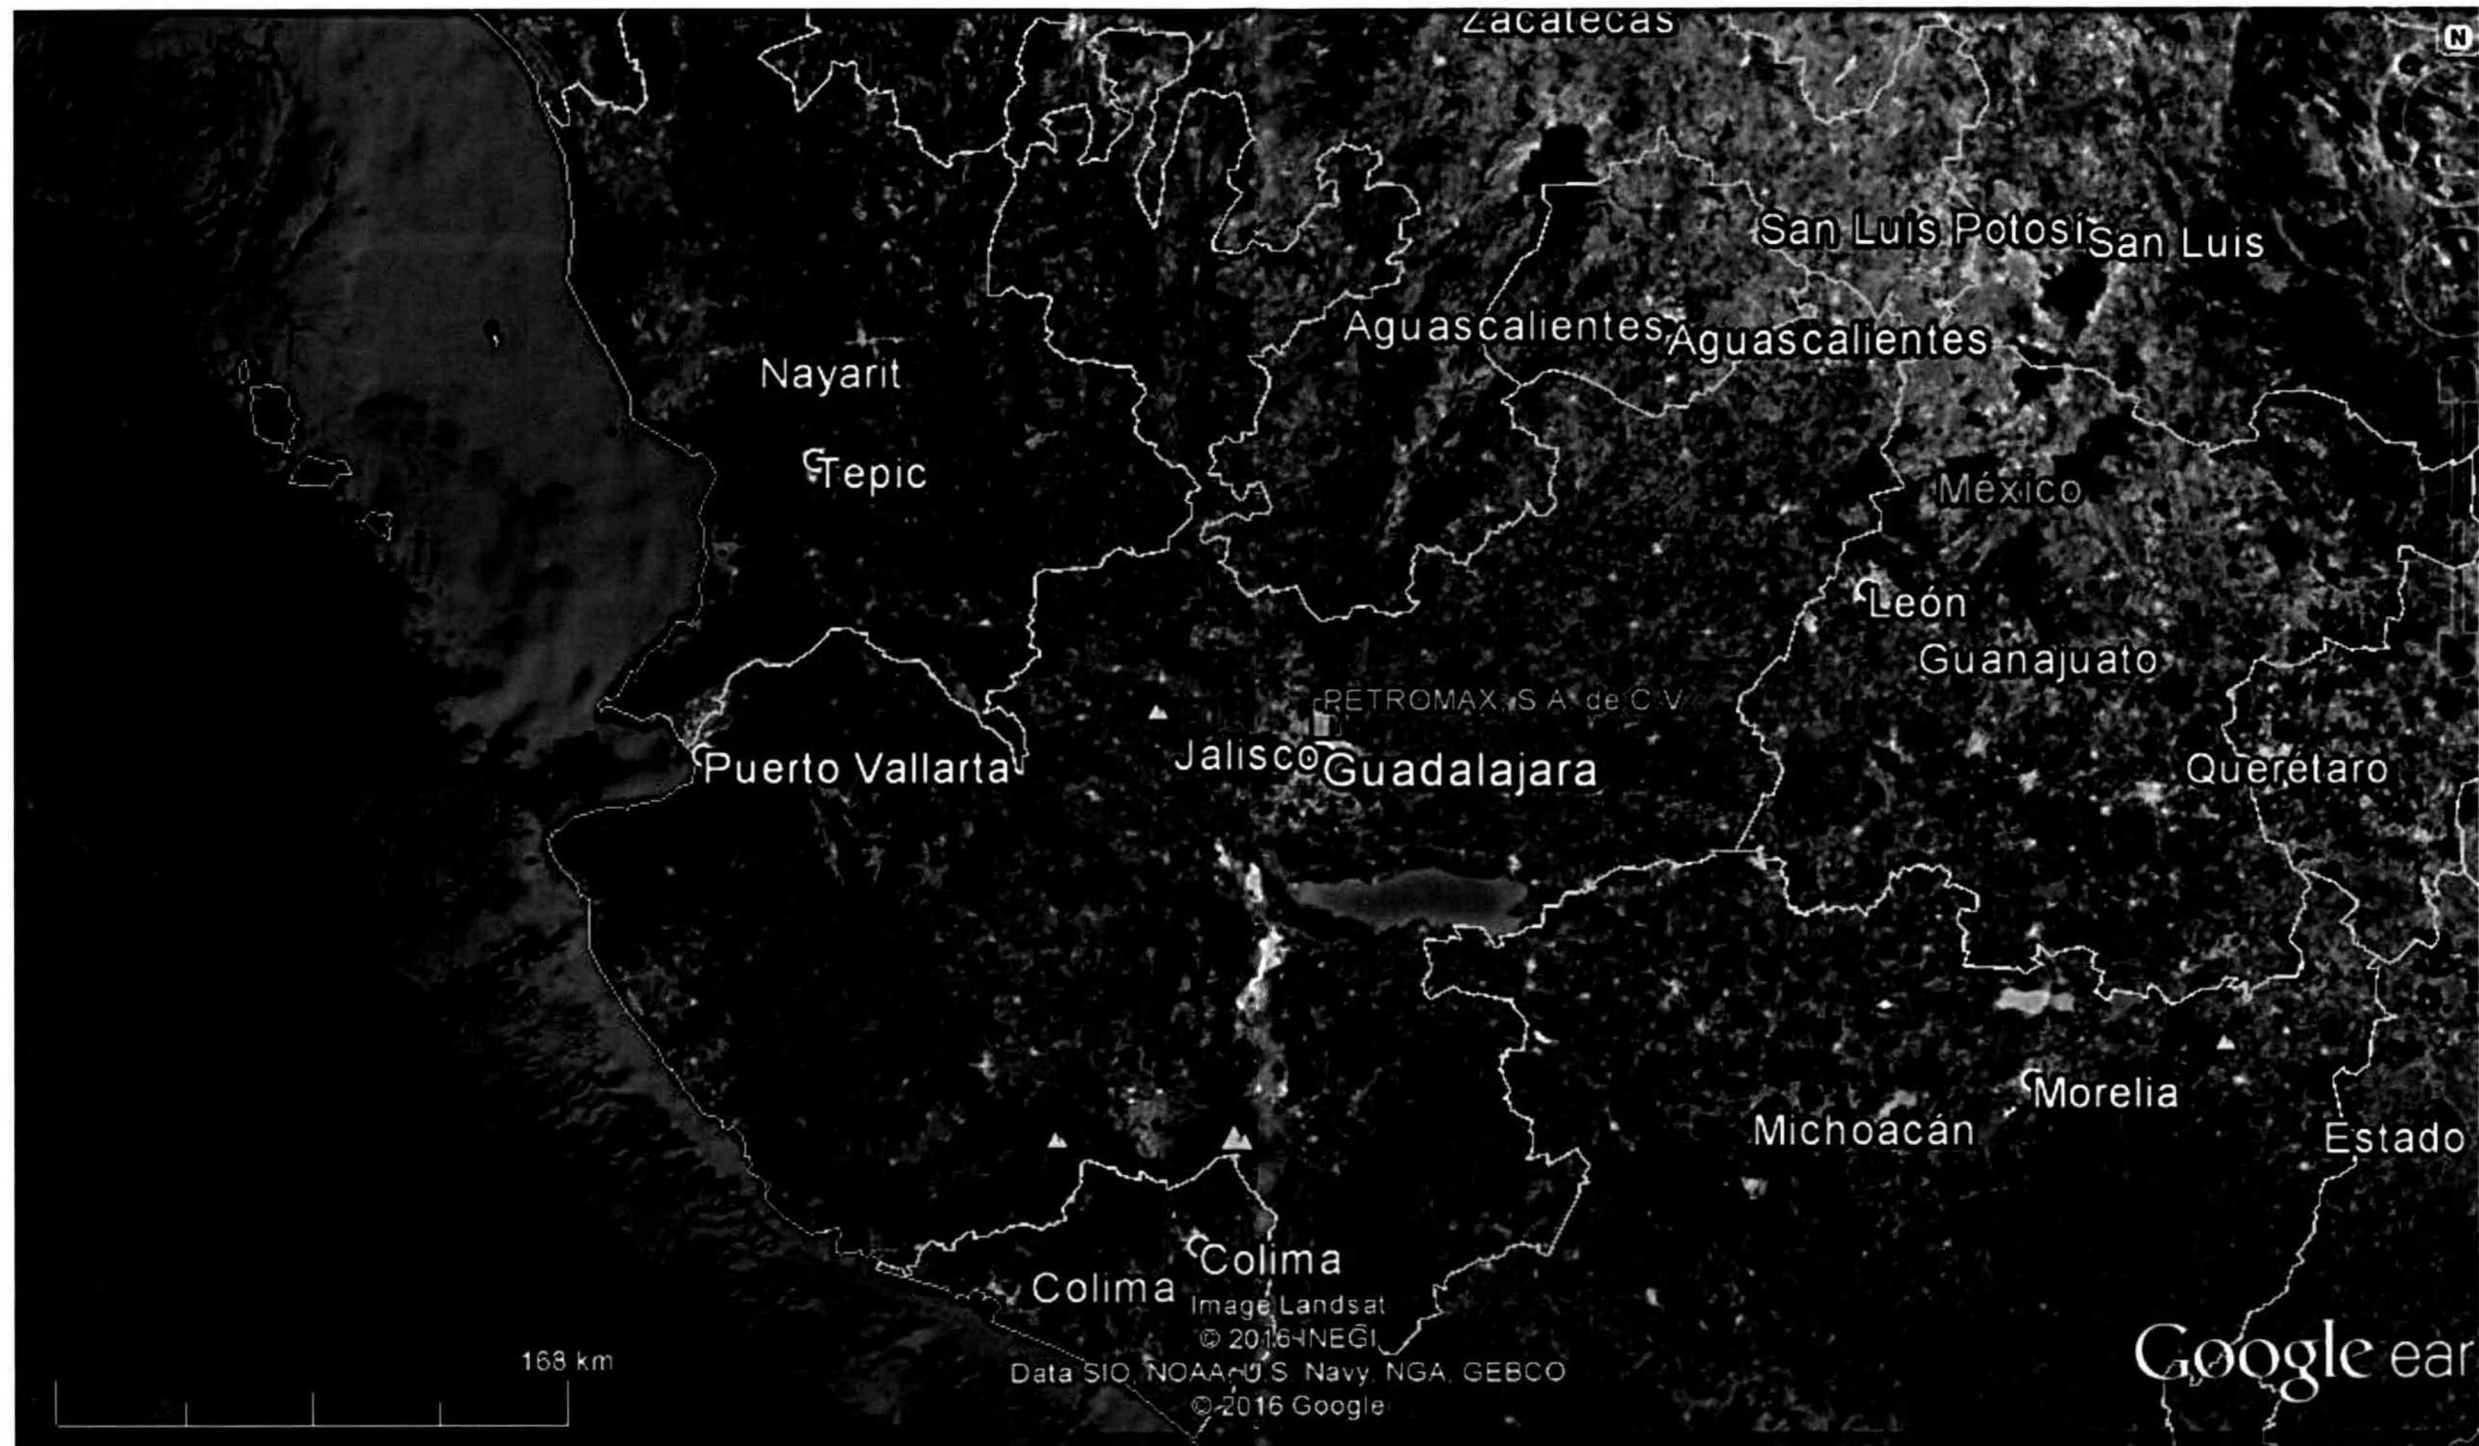 Zacatecas
N
San Luis Potosí
San Luis
Aguascalientes
Aguascalientes
Nayarit
Tepic
México
León
Guanajuato
PETROMAX, S.A. de C.V
Jalisco
Guadalajara
Puerto Vallarta
Querétaro
Morelia
Michoacán
Estado
Colima
Colima
Image Landsat
© 2016 INEGI
Data SIO, NOAA, U.S. Navy, NGA, GEBCO
© 2016 Google
168 km
Google ear